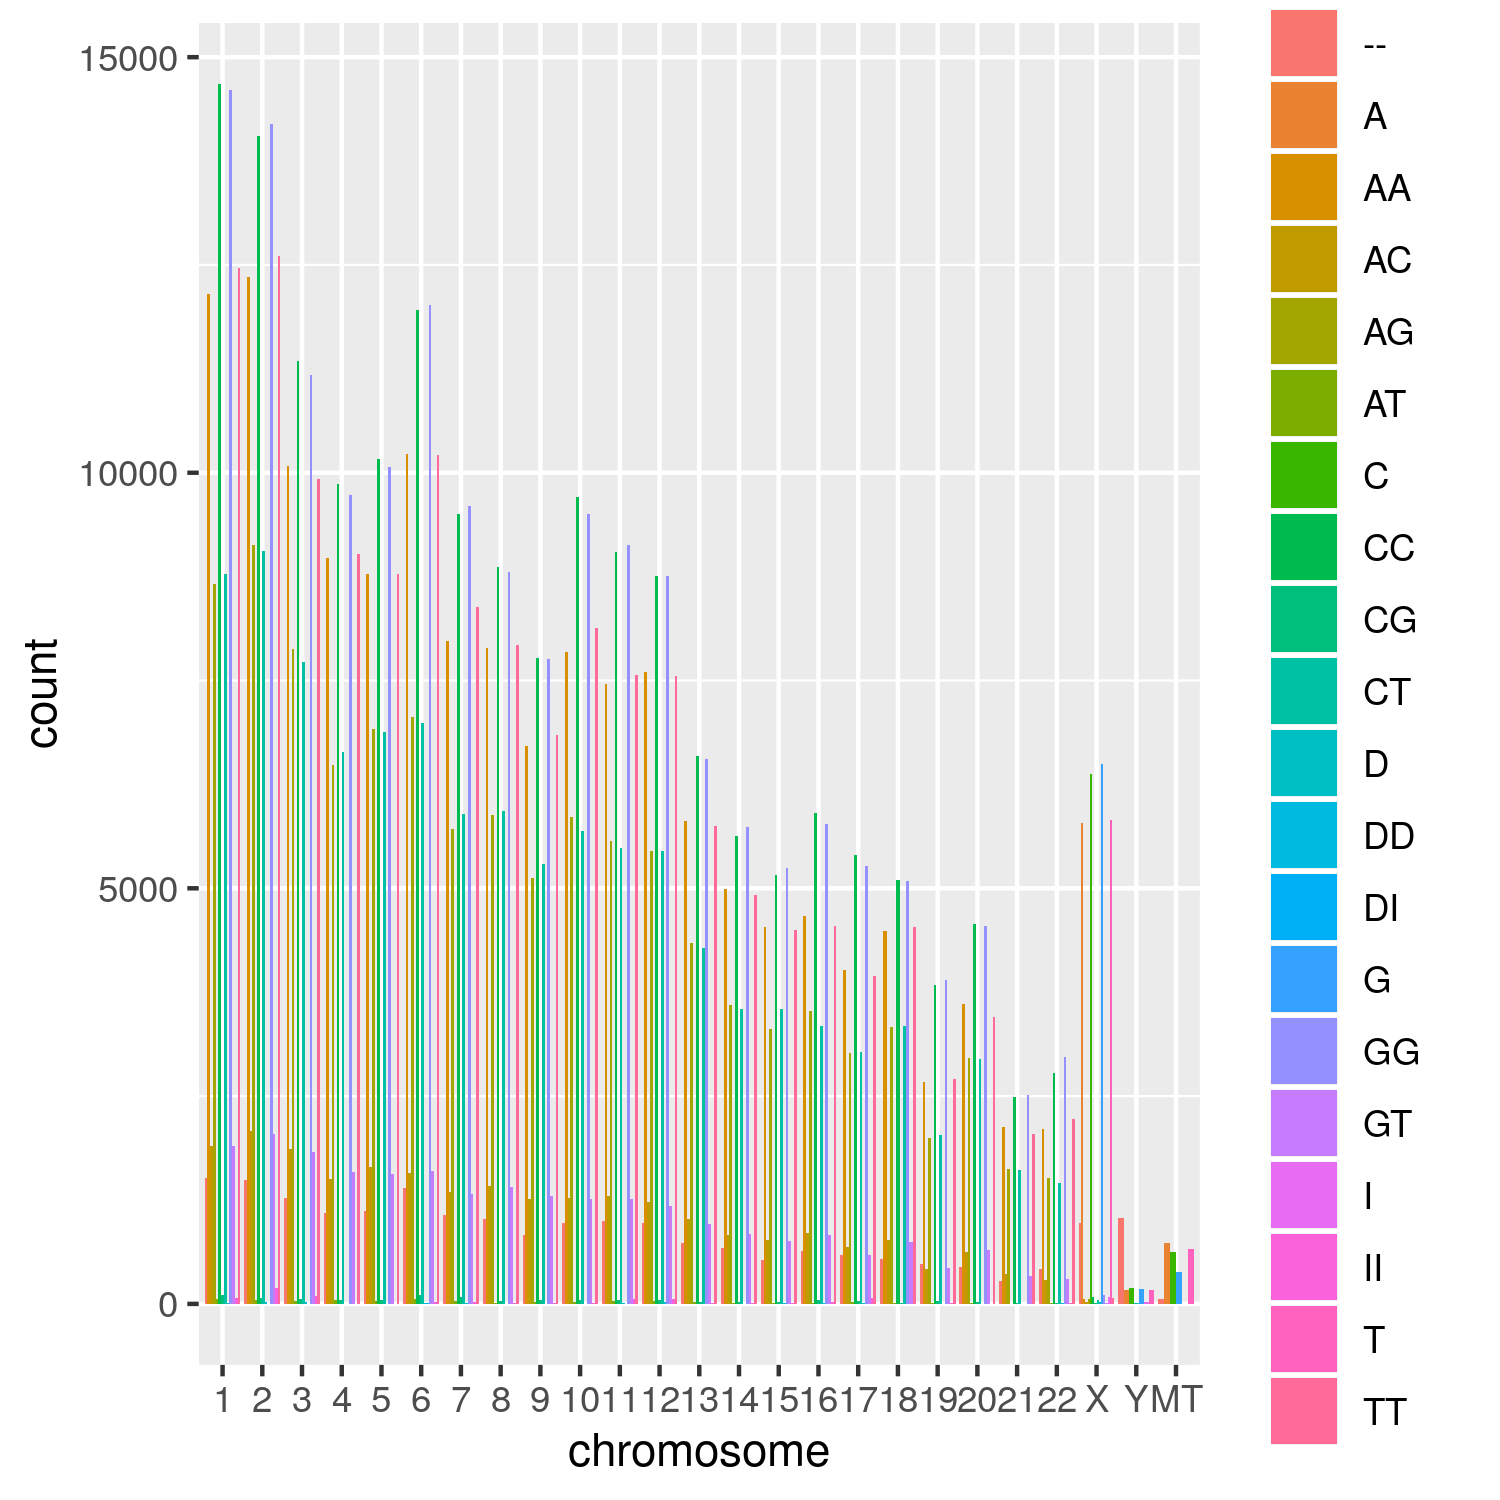 15000
10000
5000
0
count
1 2 3 4 5 6 7 8 9 10 11 12 13 14 15 16 17 18 19 20 21 22 X Y MT
chromosome
--
A
AA
AC
AG
AT
C
CC
CG
CT
D
DD
DI
G
GG
GT
I
II
T
TT